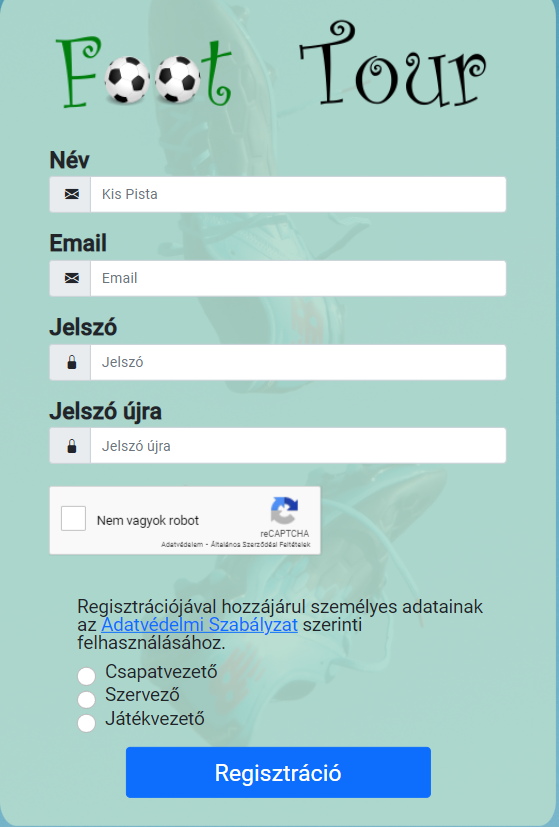 Foot Tour
Név
Kis Pista
Email
Email
Jelszó
Jelszó
Jelszó újra
Jelszó újra
Nem vagyok robot
reCAPTCHA
Adatvédelem - Általános Szerződési Feltételek
Regisztrációjával hozzájárul személyes adatainak
az Adatvédelmi Szabályzat szerinti
felhasználásához.
Csapatvezető
Szervező
Játékvezető
Regisztráció